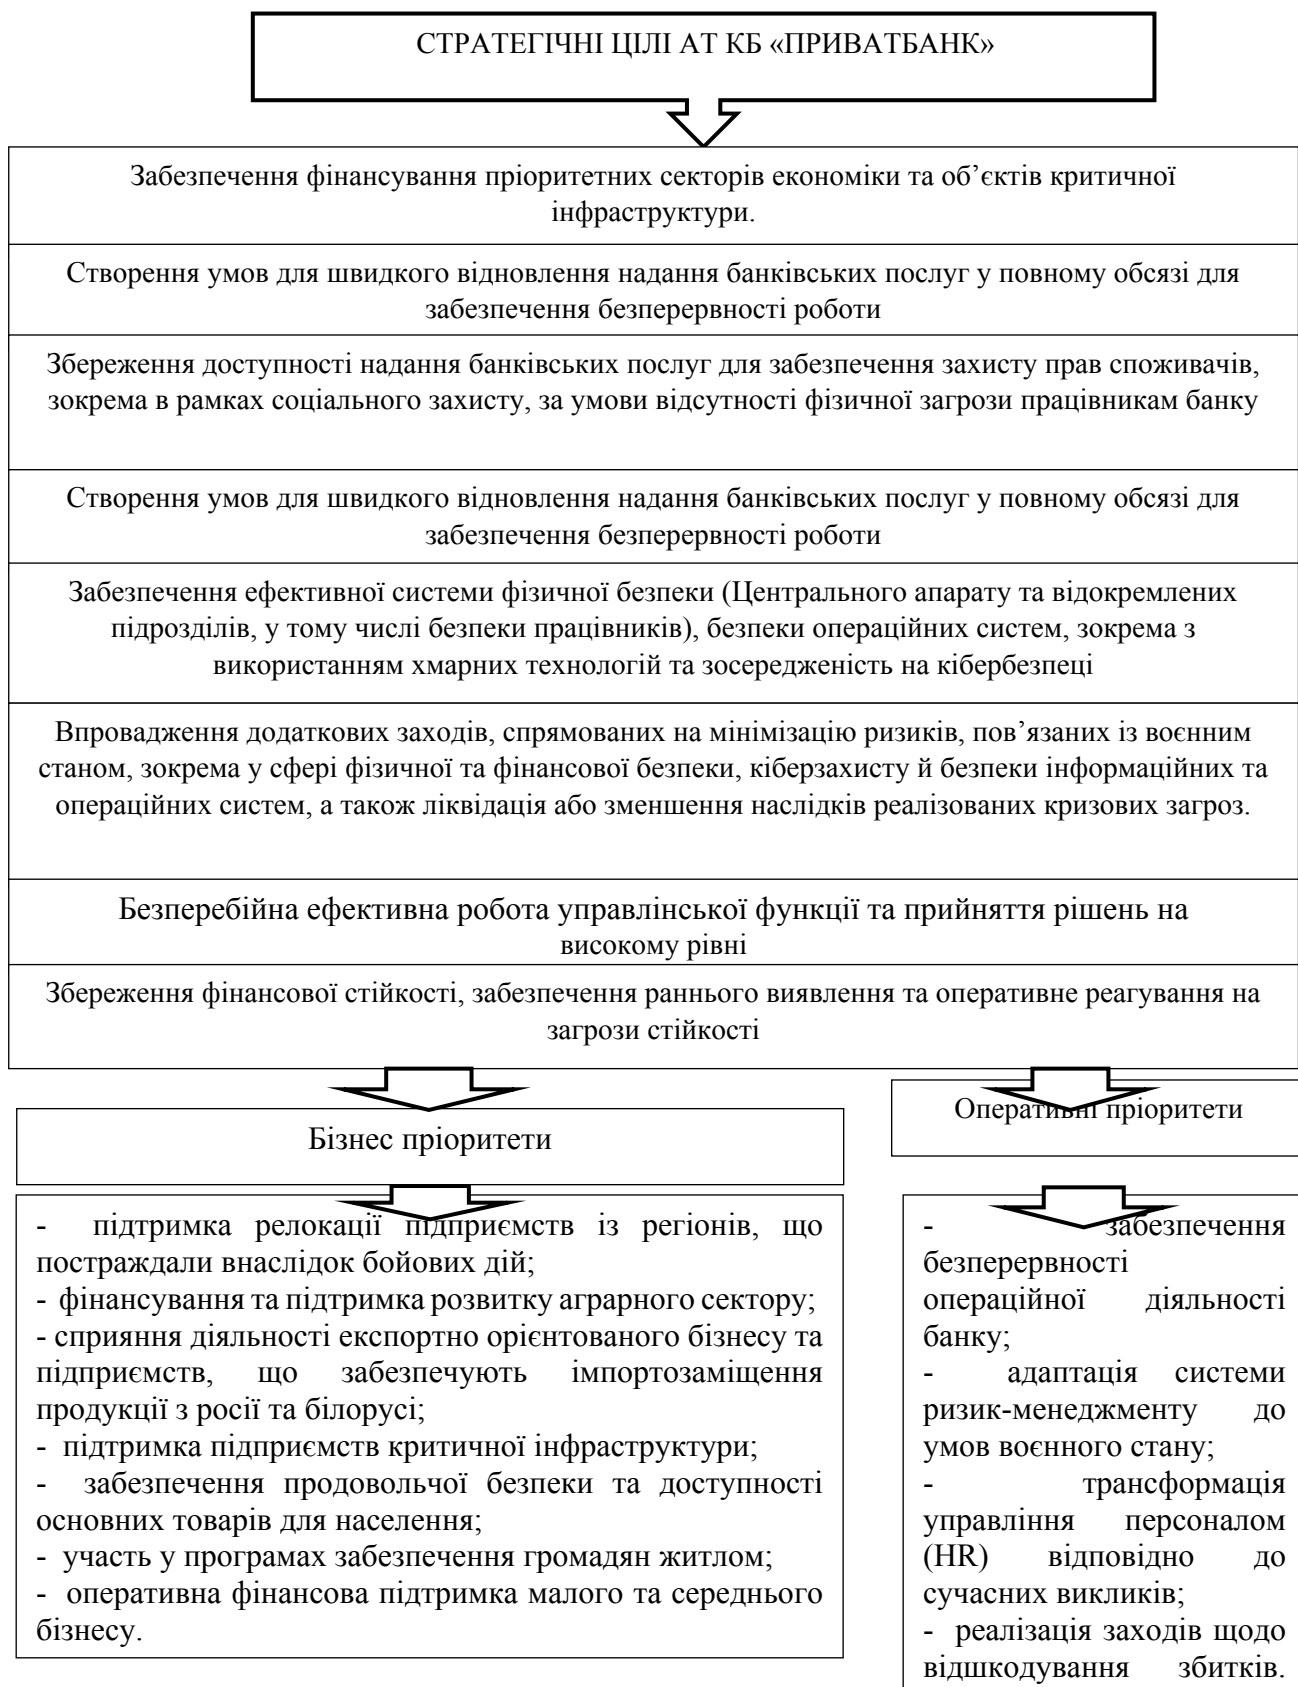 СТРАТЕГІЧНІ ЦІЛІ АТ КБ «ПРИВАТБАНК»
Забезпечення фінансування пріоритетних секторів економіки та об’єктів критичної
інфраструктури.
Створення умов для швидкого відновлення надання банківських послуг у повному обсязі для
забезпечення безперервності роботи
Збереження доступності надання банківських послуг для забезпечення захисту прав споживачів,
зокрема в рамках соціального захисту, за умови відсутності фізичної загрози працівникам банку
Створення умов для швидкого відновлення надання банківських послуг у повному обсязі для
забезпечення безперервності роботи
Забезпечення ефективної системи фізичної безпеки (Центрального апарату та відокремлених
підрозділів, у тому числі безпеки працівників), безпеки операційних систем, зокрема з
використанням хмарних технологій та зосередженість на кібербезпеці
Впровадження додаткових заходів, спрямованих на мінімізацію ризиків, пов’язаних із воєнним
станом, зокрема у сфері фізичної та фінансової безпеки, кіберзахисту й безпеки інформаційних та
операційних систем, а також ліквідація або зменшення наслідків реалізованих кризових загроз.
Безперебійна ефективна робота управлінської функції та прийняття рішень на
високому рівні
Збереження фінансової стійкості, забезпечення раннього виявлення та оперативне реагування на
загрози стійкості
Бізнес пріоритети
- підтримка релокації підприємств із регіонів, що
постраждали внаслідок бойових дій;
- фінансування та підтримка розвитку аграрного сектору;
- сприяння діяльності експортно орієнтованого бізнесу та
підприємств, що забезпечують імпортозаміщення
продукції з росії та білорусі;
- підтримка підприємств критичної інфраструктури;
- забезпечення продовольчої безпеки та доступності
основних товарів для населення;
- участь у програмах забезпечення громадян житлом;
- оперативна фінансова підтримка малого та середнього
бізнесу.
Оперативні пріоритети
- забезпечення
безперервності
операційної діяльності
банку;
- адаптація системи
ризик-менеджменту до
умов воєнного стану;
- трансформація
управління персоналом
(HR) відповідно до
сучасних викликів;
- реалізація заходів щодо
відшкодування збитків.